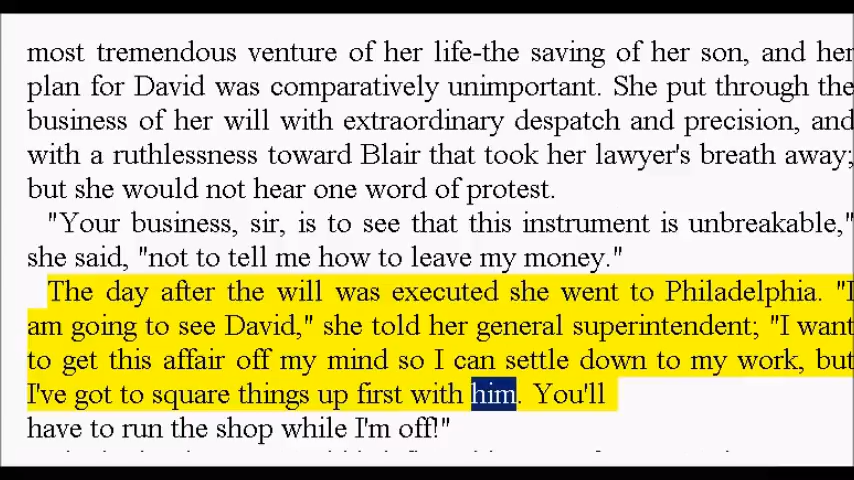 most tremendous venture of her life-the saving of her son, and her
plan for David was comparatively unimportant. She put through the
business of her will with extraordinary despatch and precision, and
with a ruthlessness toward Blair that took her lawyer's breath away;
but she would not hear one word of protest.
"Your business, sir, is to see that this instrument is unbreakable,"
she said, "not to tell me how to leave my money."
The day after the will was executed she went to Philadelphia. "I
am going to see David," she told her general superintendent; "I want
to get this affair off my mind so I can settle down to my work, but
I've got to square things up first with him. You'll
have to run the shop while I'm off!"